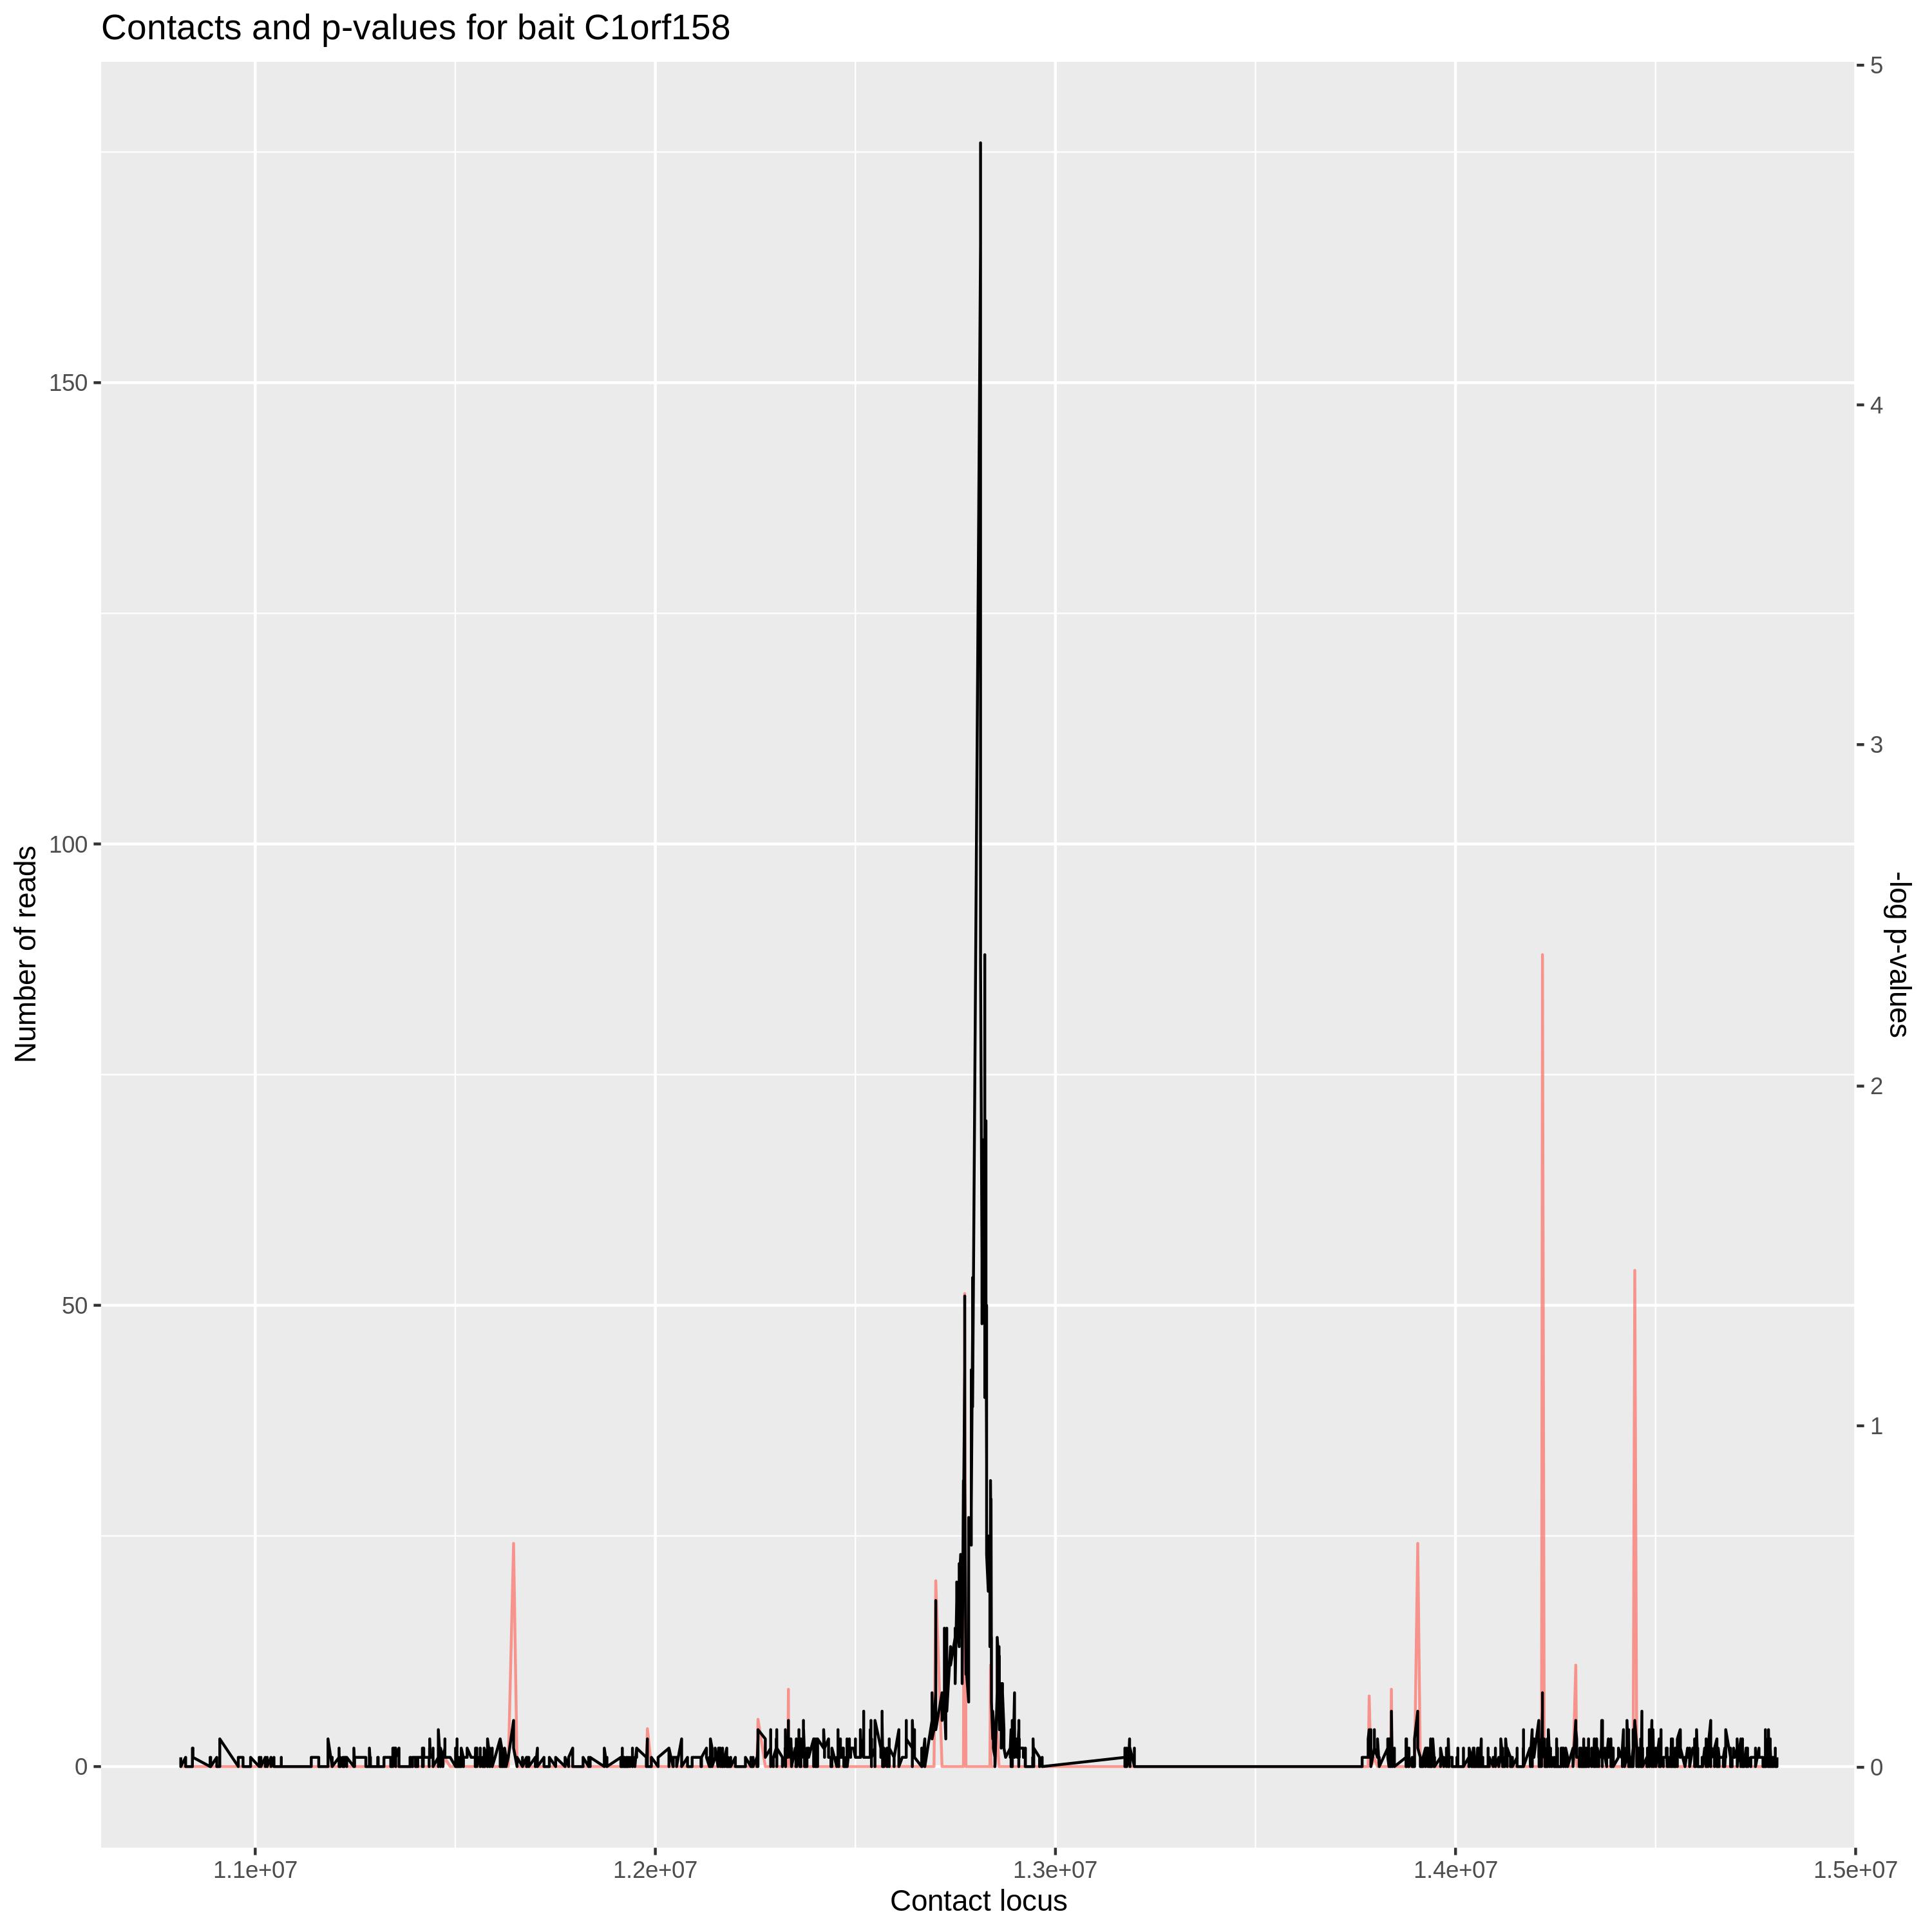 Contacts and p-values for bait C1orf158
Number of reads
150
100
50
0
5
4
3
2
1
0
-log p-values
1.1e+07 1.2e+07 1.3e+07 1.4e+07 1.5e+07
Contact locus